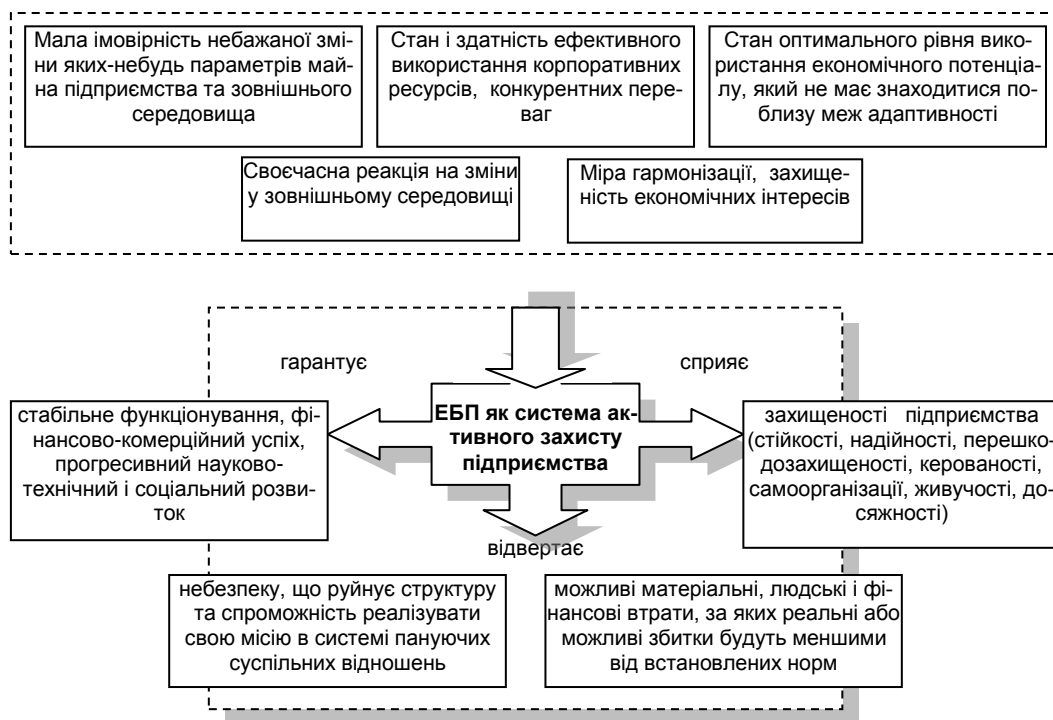 Мала імовірність небажаної змі-
ни яких-небудь параметрів май-
на підприємства та зовнішнього
середовища
Стан і здатність ефективного
використання корпоративних
ресурсів, конкурентних пере-
ваг
Стан оптимального рівня вико-
ристання економічного потенціа-
лу, який не має знаходитися по-
близу меж адаптивності
Своєчасна реакція на зміни
у зовнішньому середовищі
Міра гармонізації, захище-
ність економічних інтересів
гарантує
сприяє
стабільне функціонування, фі-
нансово-комерційний успіх,
прогресивний науково-
технічний і соціальний розви-
ток
ЕБП як система ак-
тивного захисту
підприємства
захищеності підприємства
(стійкості, надійності, перешко-
дозахищеності, керованості,
самоорганізації, живучості, до-
сяжності)
відвертає
небезпеку, що руйнує структуру
та спроможність реалізувати
свою місію в системі пануючих
суспільних відношень
можливі матеріальні, людські і фі-
нансові втрати, за яких реальні або
можливі збитки будуть меншими
від встановлених норм